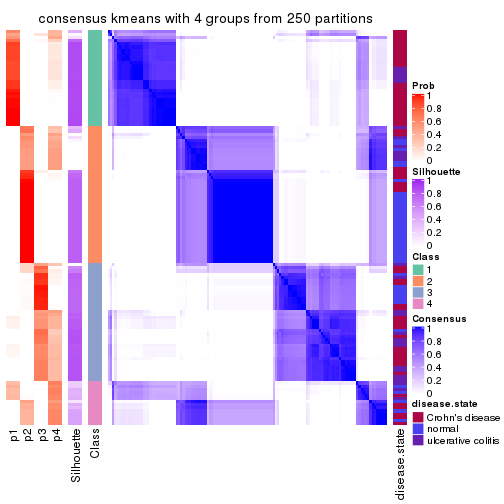 consensus kmeans with 4 groups from 250 partitions
Prob
1
0.8
0.6
0.4
0.2
0
Silhouette
1
0.8
0.6
0.4
0.2
0
Class
1
2
3
4
Consensus
1
0.8
0.6
0.4
0.2
0
disease.state
Crohn's disease
normal
ulcerative colitis
p1
p2
p3
p4
Silhouette
Class
disease.state